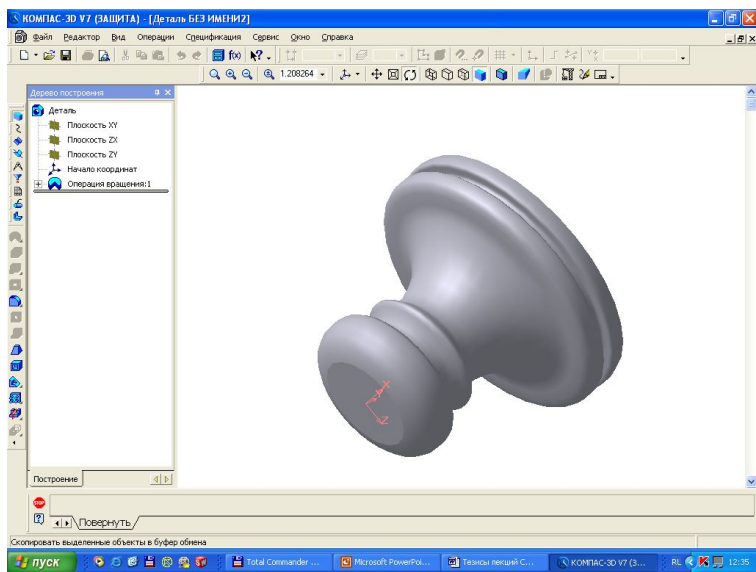 КОМПАС-3D V7 (ЗАЩИТА) - [Деталь БЕЗ ИМЕНИ2]
Файл Редактор Вид Операции Спецификация Сервис Окно Справка
1.208264
Дерево построения
Деталь
Плоскость XY
Плоскость ZX
Плоскость ZY
Начало координат
Операция вращения:1
Z
Построение
STOP
Повернуть
Скопировать выделенные объекты в буфер обмена
пуск Total Commander ... Microsoft PowerPoi... Тезисы лекций С... КОМПАС-3D V7 (З... RL 12:35